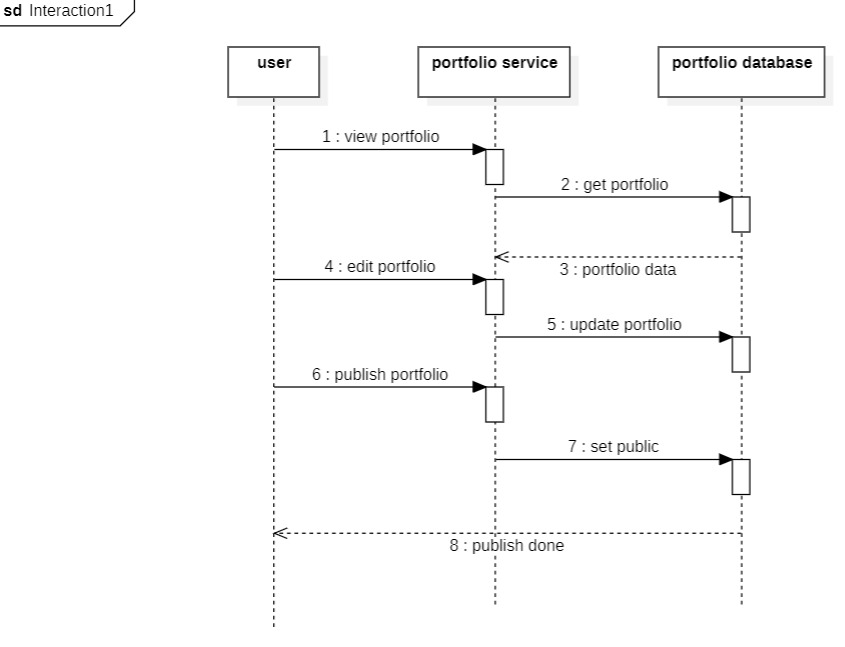 sd Interaction1
user
portfolio service
portfolio database
1 : view portfolio
2 : get portfolio
3 : portfolio data
4 : edit portfolio
5 : update portfolio
6 : publish portfolio
7 : set public
8 : publish done